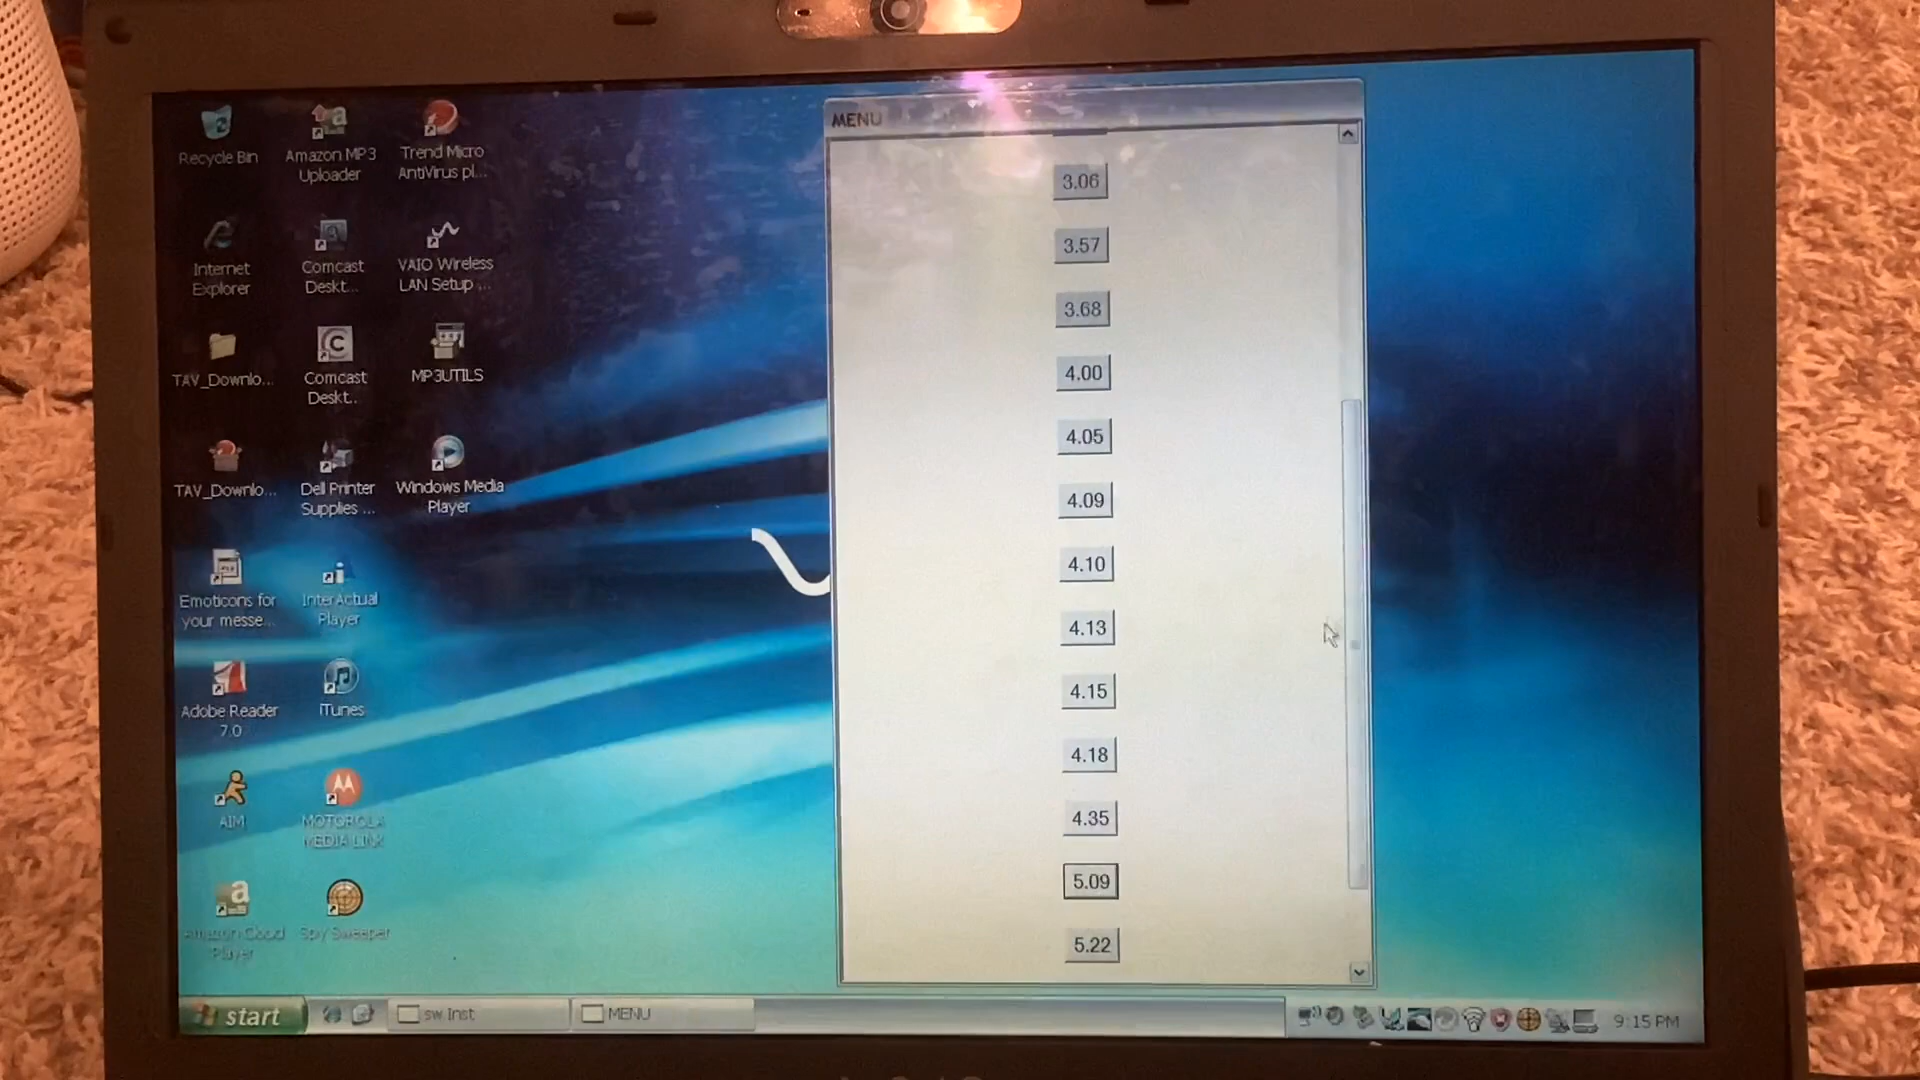 Recycle Bin
Amazon MP3
Uploader
Trend Micro
AntiVirus pl...
Internet
Explorer
Comcast
Deskt...
VAIO Wireless
LAN Setup ...
TAV_Downlo...
Comcast
Deskt...
MP3UTILS
TAV_Downlo...
Dell Printer
Supplies ...
Windows Media
Player
Emoticons for
your messe...
InterActual
Player
Adobe Reader
7.0
iTunes
AIM
MOTOROLA
MEDIA LINK
Amazon Cloud
Player
Spy Sweeper
MENU
3.06
3.57
3.68
4.00
4.05
4.09
4.10
4.13
4.15
4.18
4.35
5.09
5.22
start
sw Inst
MENU
9:15 PM